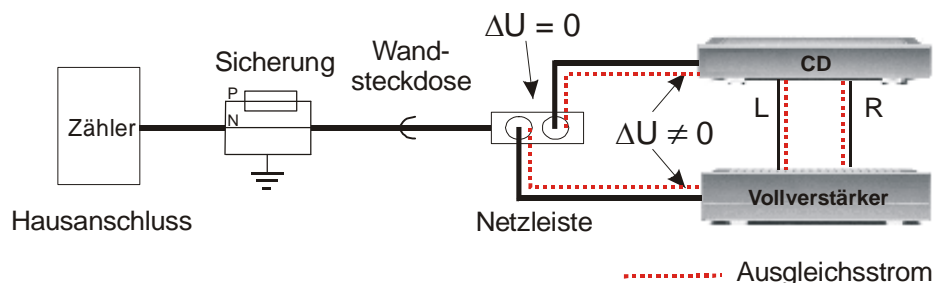 ΔU = 0
Sicherung
Wand-
steckdose
CD
P
N
Zähler
L
R
ΔU ≠ 0
Vollverstärker
Hausanschluss
Netzleiste
Ausgleichsstrom